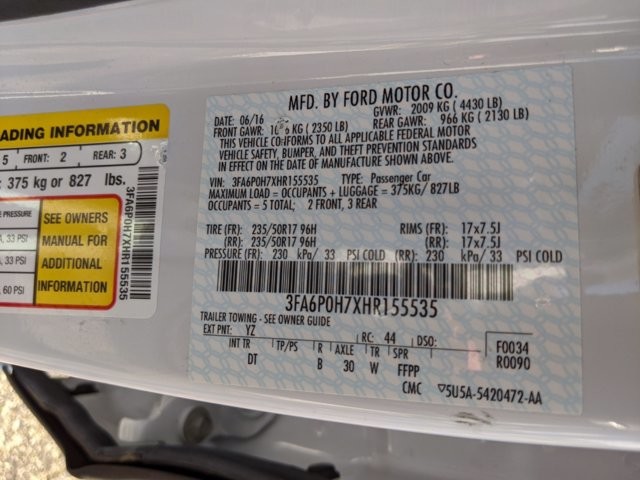 ADING INFORMATION
5 FRONT: 2 REAR: 3
: 375 kg or 827 lbs.
PRESSURE
A, 33 PSI
A, 33 PSI
, 60 PSI
SEE OWNERS
MANUAL FOR
ADDITIONAL
INFORMATION
3FA6P0H7XHR155535
MFD. BY FORD MOTOR CO.
DATE: 06/16 GVWR: 2009 KG ( 4430 LB)
FRONT GAWR: KG ( 2350 LB) REAR GAWR: 966 KG ( 2130 LB)
THIS VEHICLE CONFORMS TO ALL APPLICABLE FEDERAL MOTOR
VEHICLE SAFETY, BUMPER, AND THEFT PREVENTION STANDARDS
IN EFFECT ON THE DATE OF MANUFACTURE SHOWN ABOVE.
VIN: 3FA6P0H7XHR155535 TYPE: Passenger Car
MAXIMUM LOAD = OCCUPANTS + LUGGAGE = 375KG/ 827LB
OCCUPANTS = 5 TOTAL; 2 FRONT, 3 REAR
TIRE (FR): 235/50R17 96H RIMS (FR): 17x7.5J
(RR): 235/50R17 96H (RR): 17x7.5J
PRESSURE (FR): 230 kPa/ 33 PSI COLD (RR): 230 kPa/ 33 PSI COLD
3FA6P0H7XHR155535
TRAILER TOWING - SEE OWNER GUIDE
EXT PNT: YZ RC: 44 DSO:
INT TR TP/PS R AXLE TR SPR F0034
DT B 30 W FFPP R0090
CMC 5U5A-5420472-AA